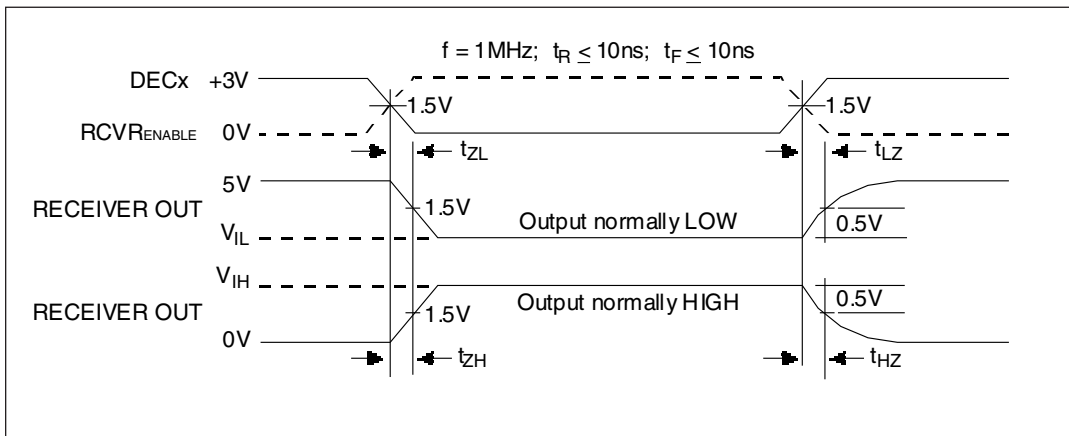 f = 1MHz; tR ≤ 10ns; tF ≤ 10ns
DECx +3V
1.5V 1.5V
RCVRENABLE 0V
tZL tLZ
5V
RECEIVER OUT 1.5V Output normally LOW 0.5V
VIL
VIH
RECEIVER OUT 1.5V Output normally HIGH 0.5V
0V
tZH tHZ